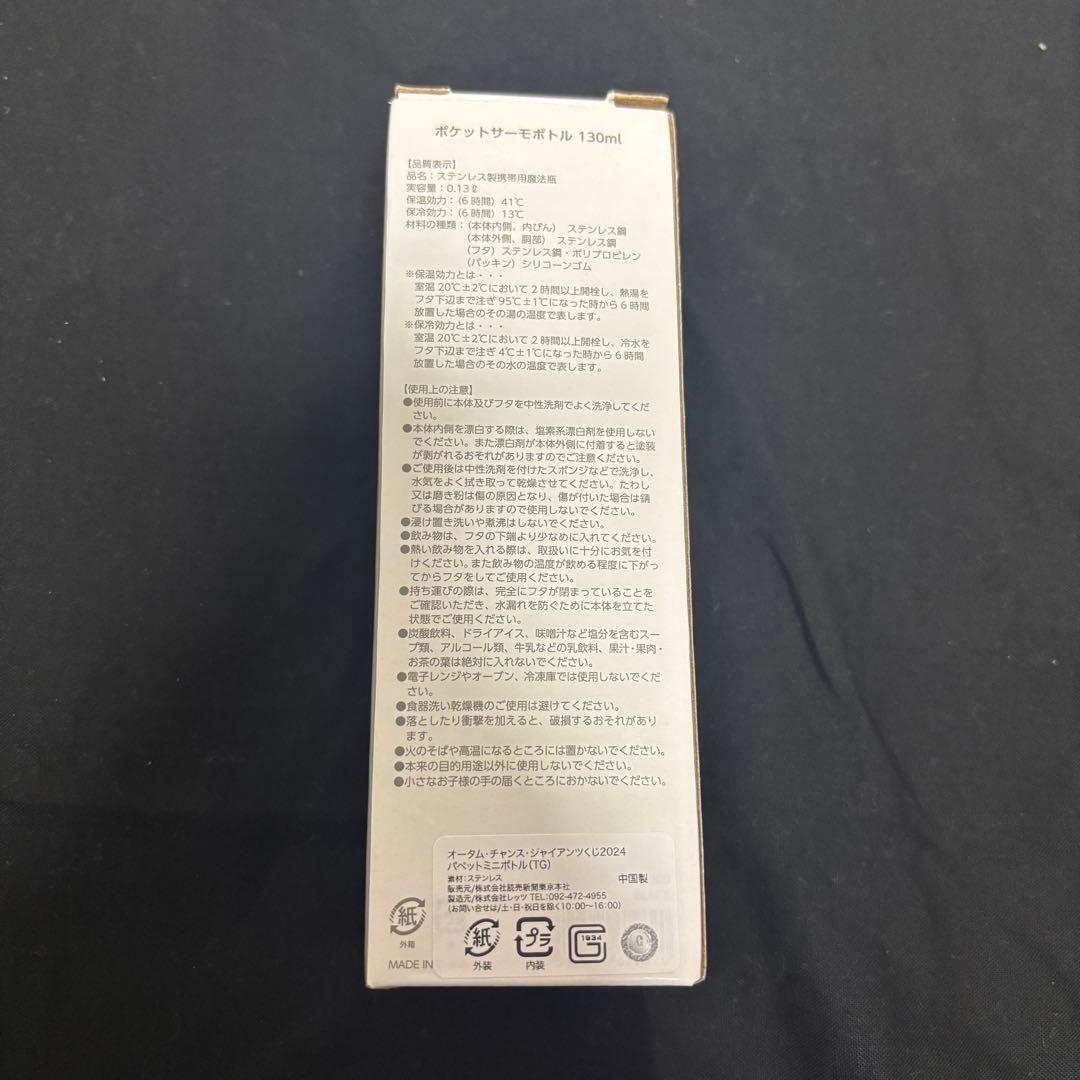 ポケットサーモボトル 130ml
【品質表示】
品名：ステンレス製携帯用魔法瓶
実容量：0.13ℓ
保温効力：（6時間）41℃
保冷効力：（6時間）13℃
材料の種類：（本体内側、内びん） ステンレス鋼
（本体外側、胴部） ステンレス鋼
（フタ）ステンレス鋼・ポリプロピレン
（パッキン）シリコーンゴム
※保温効力とは・・・
室温20℃±2℃において2時間以上開栓し、熱湯を
フタ下辺まで注ぎ95℃±1℃になった時から6時間
放置した場合のその湯の温度で表します。
※保冷効力とは・・・
室温20℃±2℃において2時間以上開栓し、冷水を
フタ下辺まで注ぎ4℃±1℃になった時から6時間
放置した場合のその水の温度で表します。
【使用上の注意】
●使用前に本体及びフタを中性洗剤でよく洗浄してくだ
さい。
●本体内側を漂白する際は、塩素系漂白剤を使用しない
でください。また漂白剤が本体外側に付着すると塗装
が剥がれるおそれがありますのでご注意ください。
●ご使用後は中性洗剤を付けたスポンジなどで洗浄し、
水気をよく拭き取って乾燥させてください。たわし
又は磨き粉は傷の原因となり、傷が付いた場合は錆
びる場合がありますので使用しないでください。
●浸け置き洗いや煮沸はしないでください。
●飲み物は、フタの下端より少なめに入れてください。
●熱い飲み物を入れる際は、取扱いに十分にお気を付
けください。また飲み物の温度が飲める程度に下がっ
てからフタをしてご使用ください。
●持ち運びの際は、完全にフタが閉まっていることを
ご確認いただき、水漏れを防ぐために本体を立てた
状態でご使用ください。
●炭酸飲料、ドライアイス、味噌汁など塩分を含むスー
プ類、アルコール類、牛乳などの乳飲料、果汁・果肉・
お茶の葉は絶対に入れないでください。
●電子レンジやオーブン、冷凍庫では使用しないでくだ
さい。
●食器洗い乾燥機のご使用は避けてください。
●落としたり衝撃を加えると、破損するおそれがあり
ます。
●火のそばや高温になるところには置かないでください。
●本来の目的用途以外に使用しないでください。
●小さなお子様の手の届くところにおかないでください。
オータム・チャンス・ジャイアンツくじ2024
パペットミニボトル（TG）
素材：ステンレス 中国製
販売元/株式会社読売新聞東京本社
製造元/株式会社レッツ TEL:092-472-4955
（お問い合せは/土・日・祝日を除く10:00〜16:00）
紙 外箱
紙 外装
プラ 内装
1934
G
MADE IN